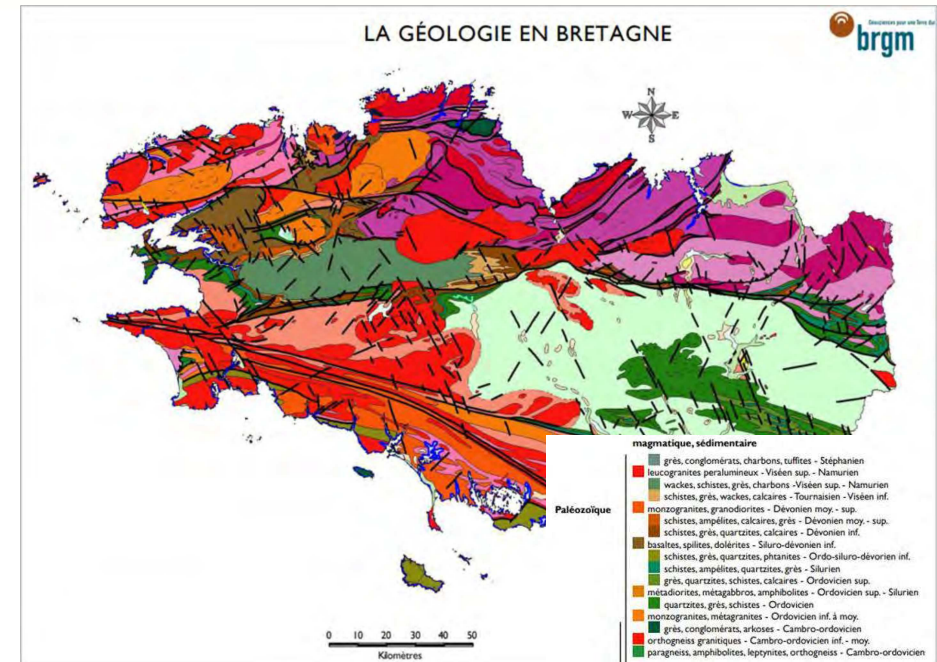 LA GÉOLOGIE EN BRETAGNE
Géosciences pour une Terre durable
brgm
N
W E
S
magmatique, sédimentaire
grès, conglomérats, charbons, tuffites - Stéphanien
leucogranites peralumineux - Viséen sup. - Namurien
wackes, schistes, grès, charbons -Viséen sup. - Namurien
schistes, grès, wackes, calcaires - Tournaisien - Viséen inf.
Paléozoïque
monzogranites, granodiorites - Dévonien moy. - sup.
schistes, ampélites, calcaires, grès - Dévonien moy. - sup.
schistes, grès, quartzites, calcaires - Dévonien inf.
basaltes, spilites, dolérites - Siluro-dévonien inf.
schistes, grès, quartzites, phtanites - Ordo-siluro-dévorien inf.
schistes, ampélites, quartzites, grès - Silurien
grès, quartzites, schistes, calcaires - Ordovicien sup.
métadiorites, métagabbros, amphibolites - Ordovicien sup. - Silurien
quartzites, grès, schistes - Ordovicien
monzogranites, métagranites - Ordovicien inf. à moy.
grès, conglomérats, arkoses - Cambro-ordovicien
orthogneiss granitiques - Cambro-ordovicien inf. - moy.
paragneiss, amphibolites, leptynites, orthogneiss - Cambro-ordovicien
0 10 20 30 40 50
Kilomètres